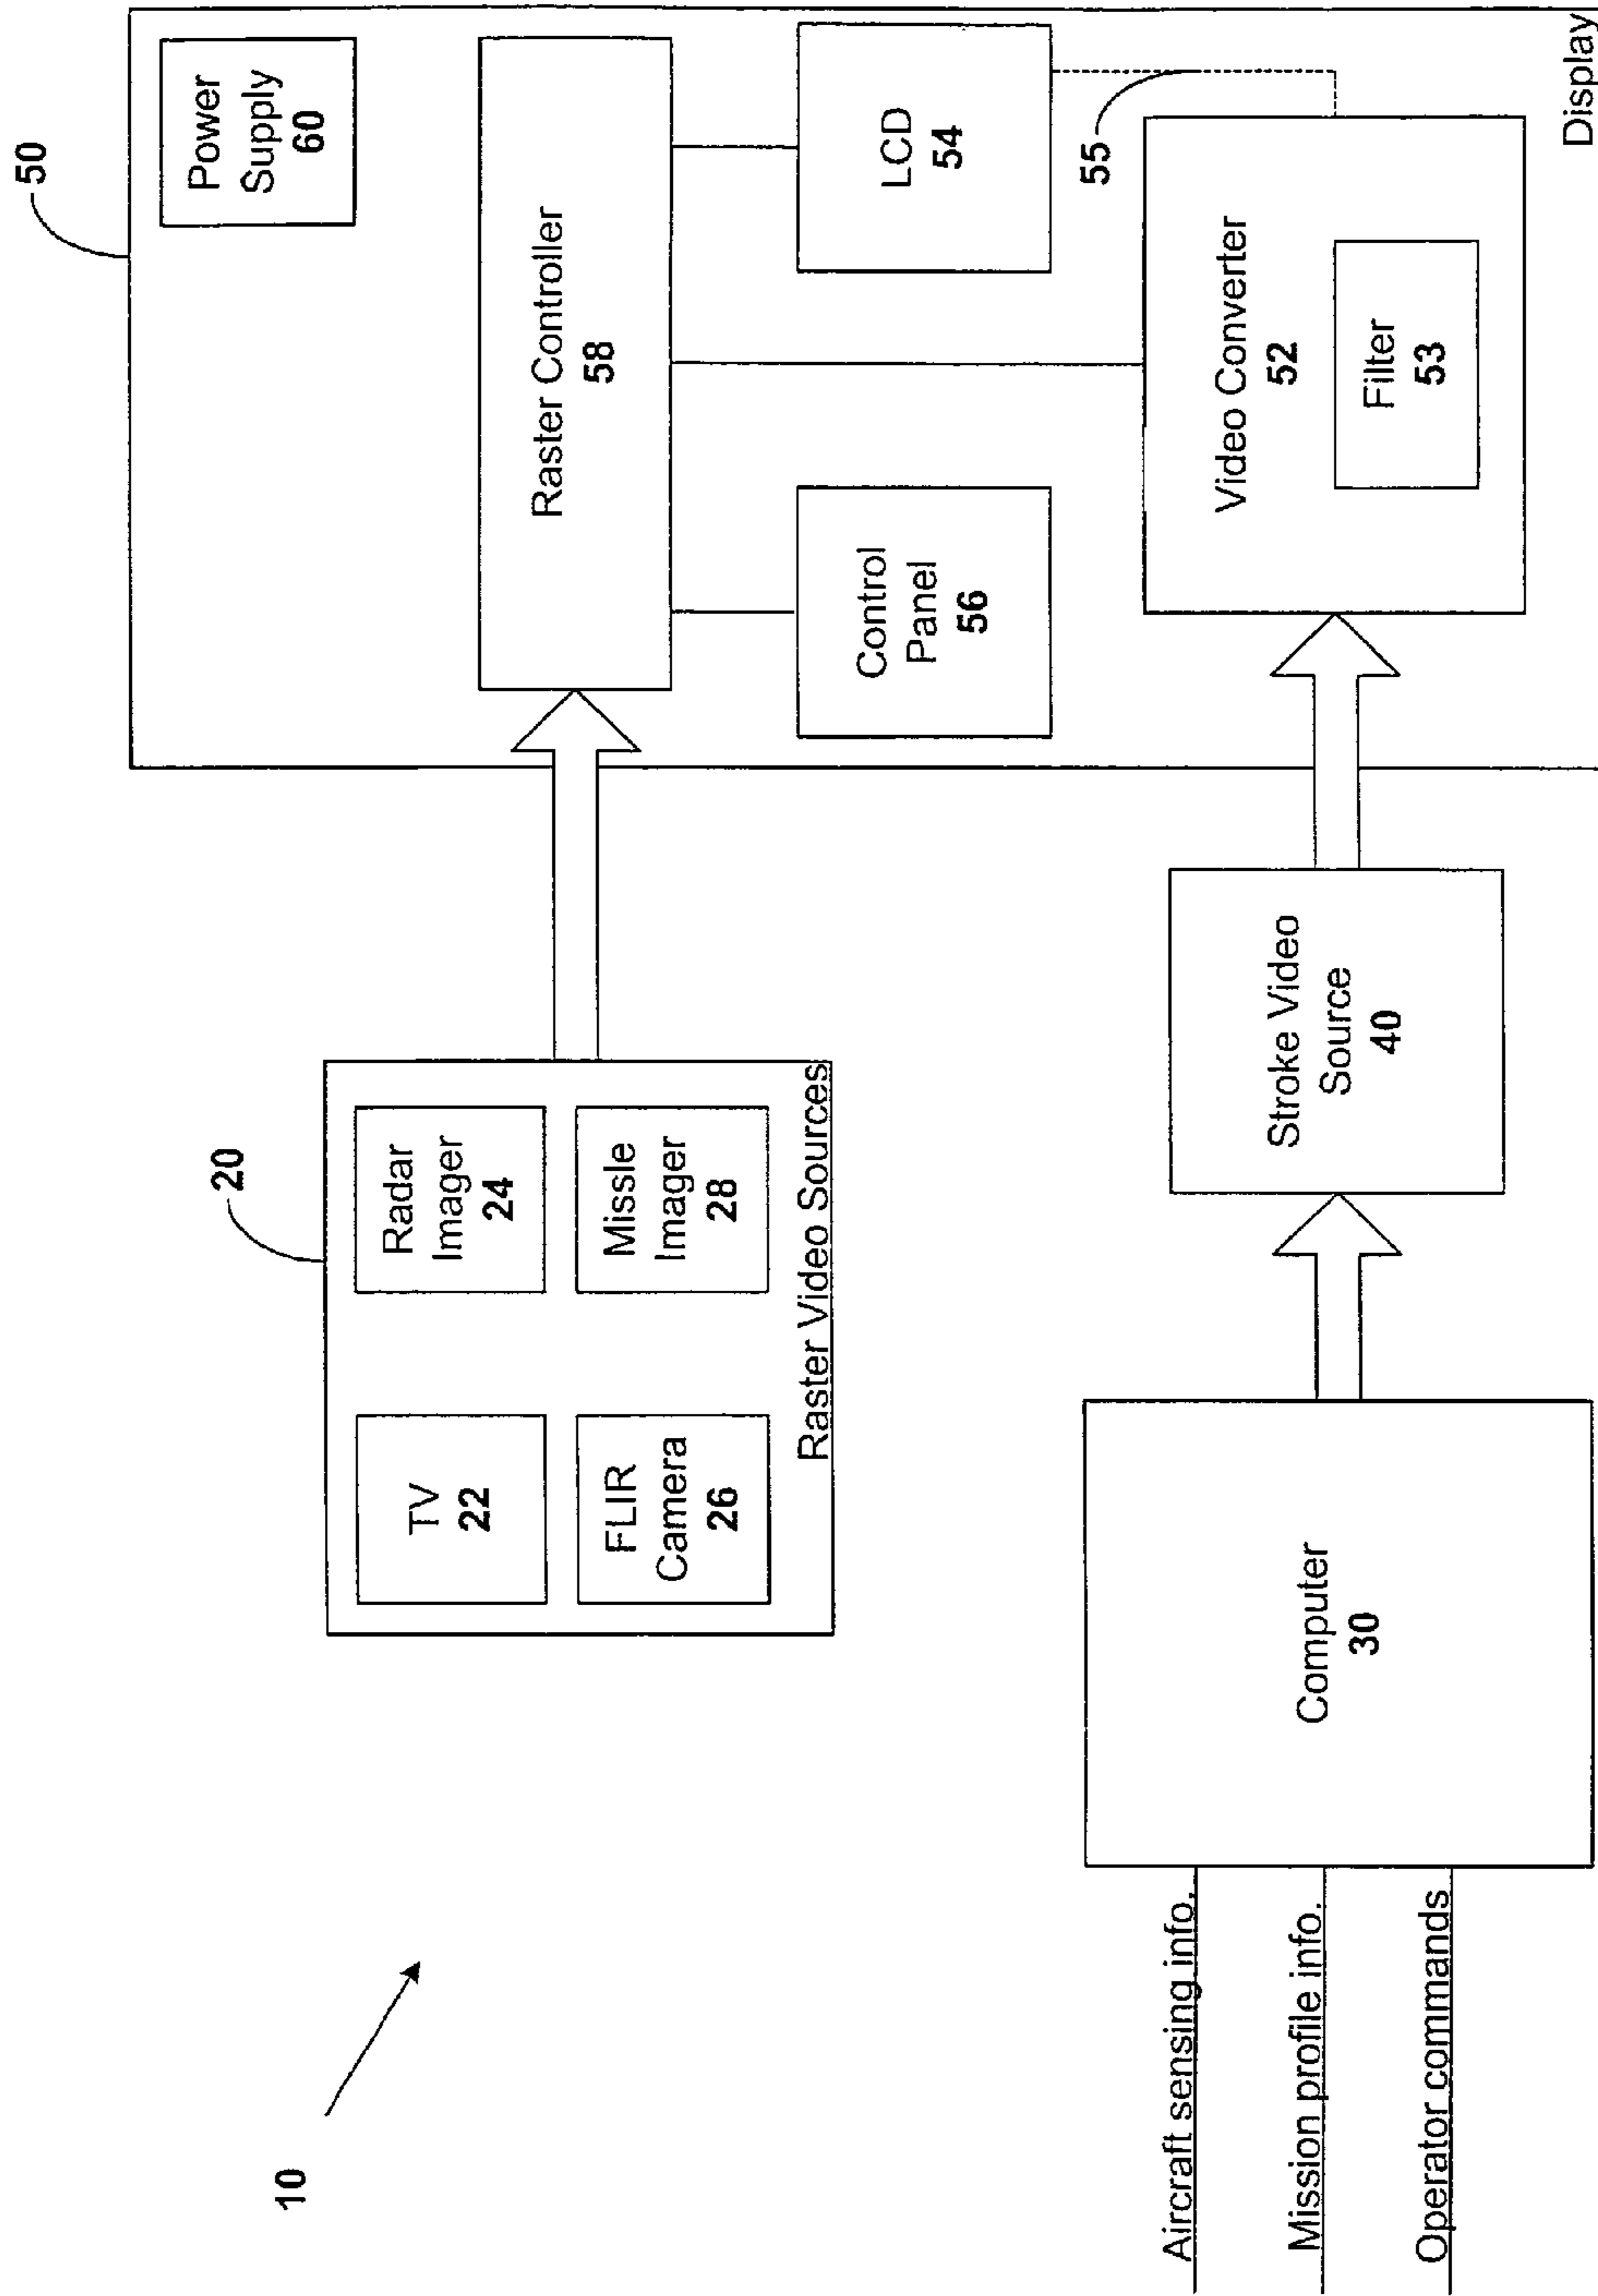 10
20
TV
22
Radar
Imager
24
FLIR
Camera
26
Missle
Imager
28
Raster Video Sources
Aircraft sensing info.
Mission profile info.
Operator commands
Computer
30
Stroke Video
Source
40
50
Power
Supply
60
Raster Controller
58
Control
Panel
56
LCD
54
55
Video Converter
52
Filter
53
Display